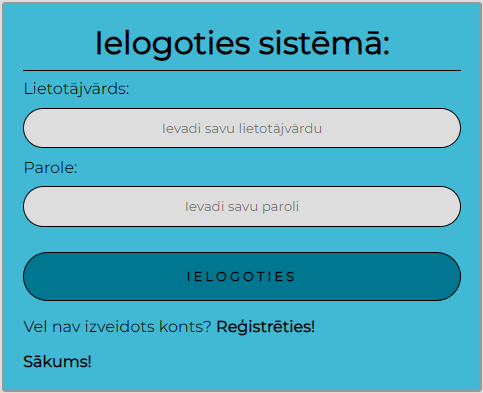 Ielogoties sistēmā:
Lietotājvārds:
Ievadi savu lietotājvārdu
Parole:
Ievadi savu paroli
IELOGOTIES
Vel nav izveidots konts? Reģistrēties!
Sākums!